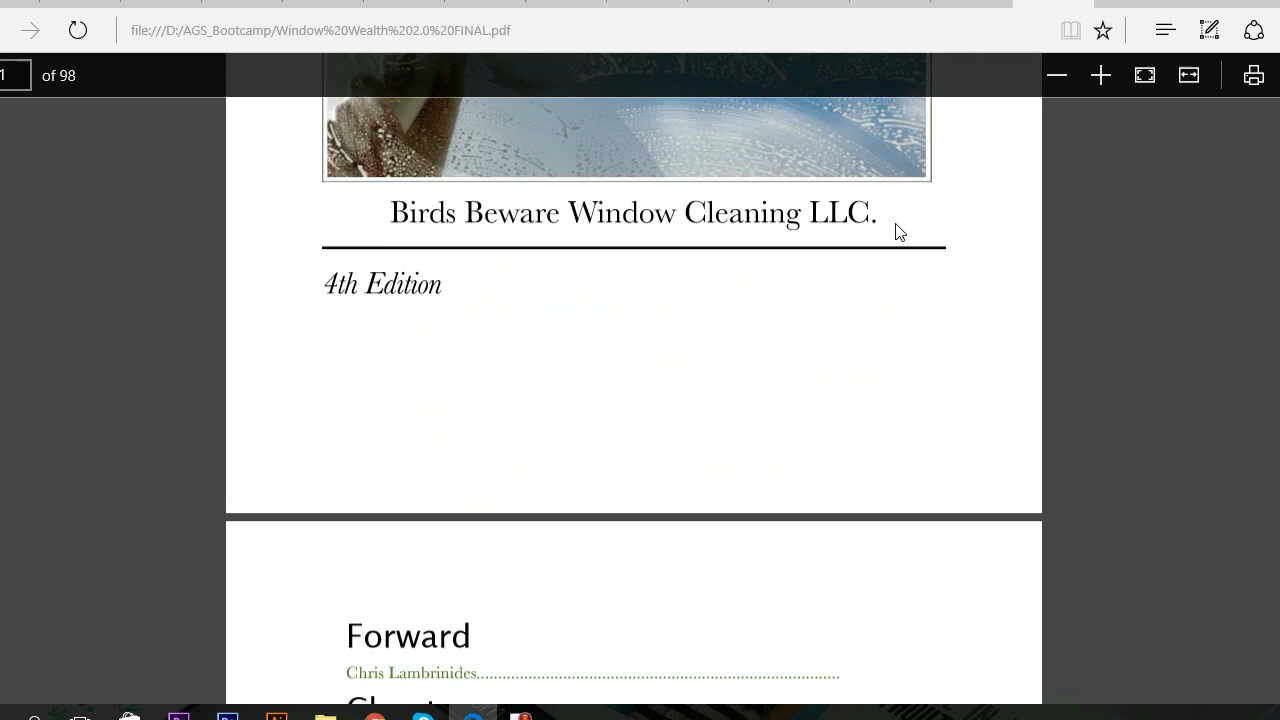 file:///D:/AGS_Bootcamp/Window%20Wealth%202.0%20FINAL.pdf
1 of 98
Birds Beware Window Cleaning LLC.
4th Edition
Forward
Chris Lambrinides....................................................................................